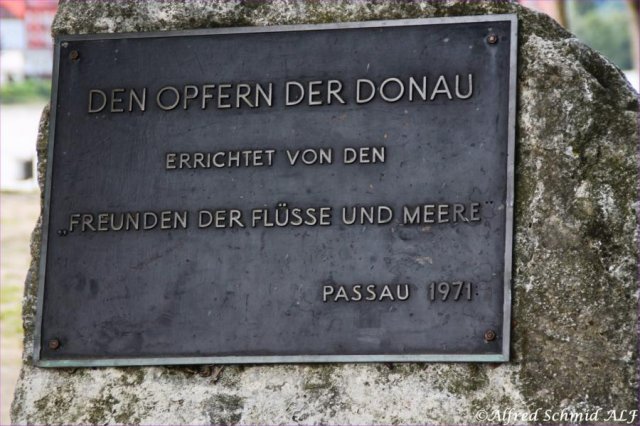 DEN OPFERN DER DONAU
ERRICHTET VON DEN
„FREUNDEN DER FLÜSSE UND MEERE"
PASSAU 1971
©Alfred Schmid ALF